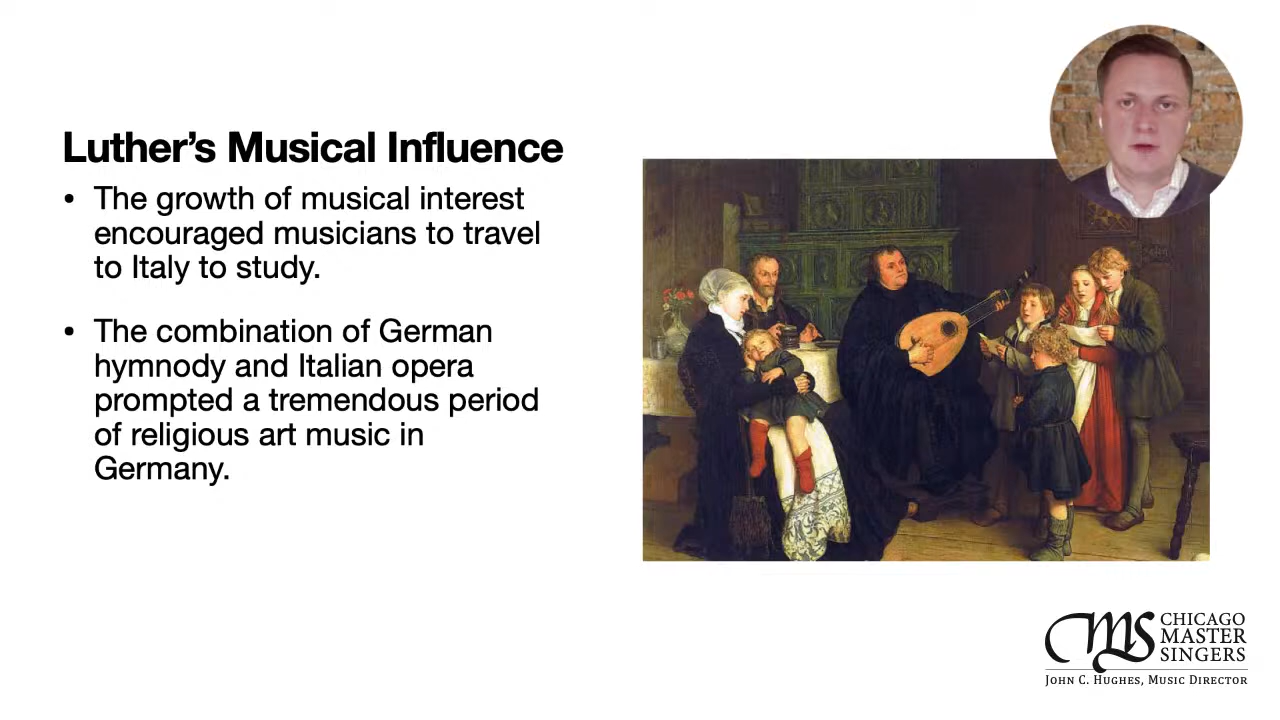 Luther’s Musical Influence
• The growth of musical interest
encouraged musicians to travel
to Italy to study.
• The combination of German
hymnody and Italian opera
prompted a tremendous period
of religious art music in
Germany.
CMS
CHICAGO
MASTER
SINGERS
John C. Hughes, Music Director